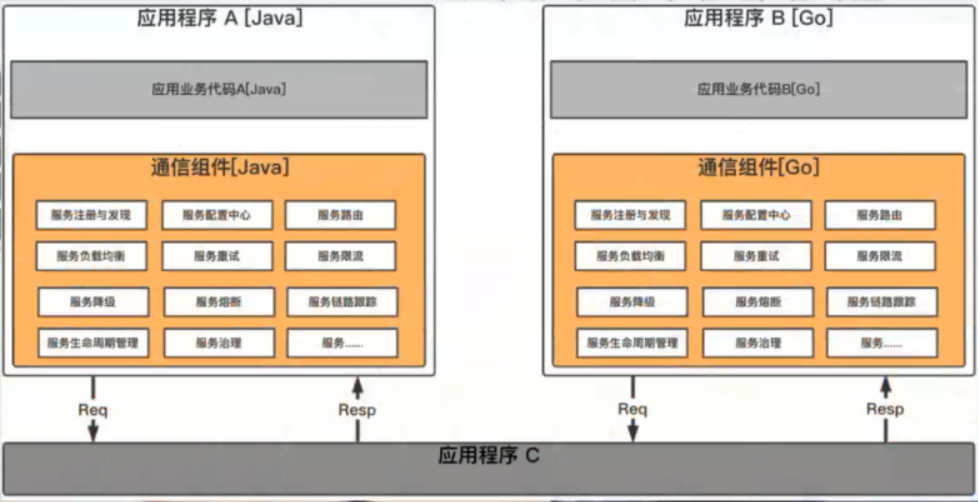 应用程序 A [Java]
应用业务代码A[Java]
通信组件[Java]
服务注册与发现
服务配置中心
服务路由
服务负载均衡
服务重试
服务限流
服务降级
服务熔断
服务链路跟踪
服务生命周期管理
服务治理
服务......
Req
Resp
应用程序 B [Go]
应用业务代码B[Go]
通信组件[Go]
服务注册与发现
服务配置中心
服务路由
服务负载均衡
服务重试
服务限流
服务降级
服务熔断
服务链路跟踪
服务生命周期管理
服务治理
服务......
Req
Resp
应用程序 C